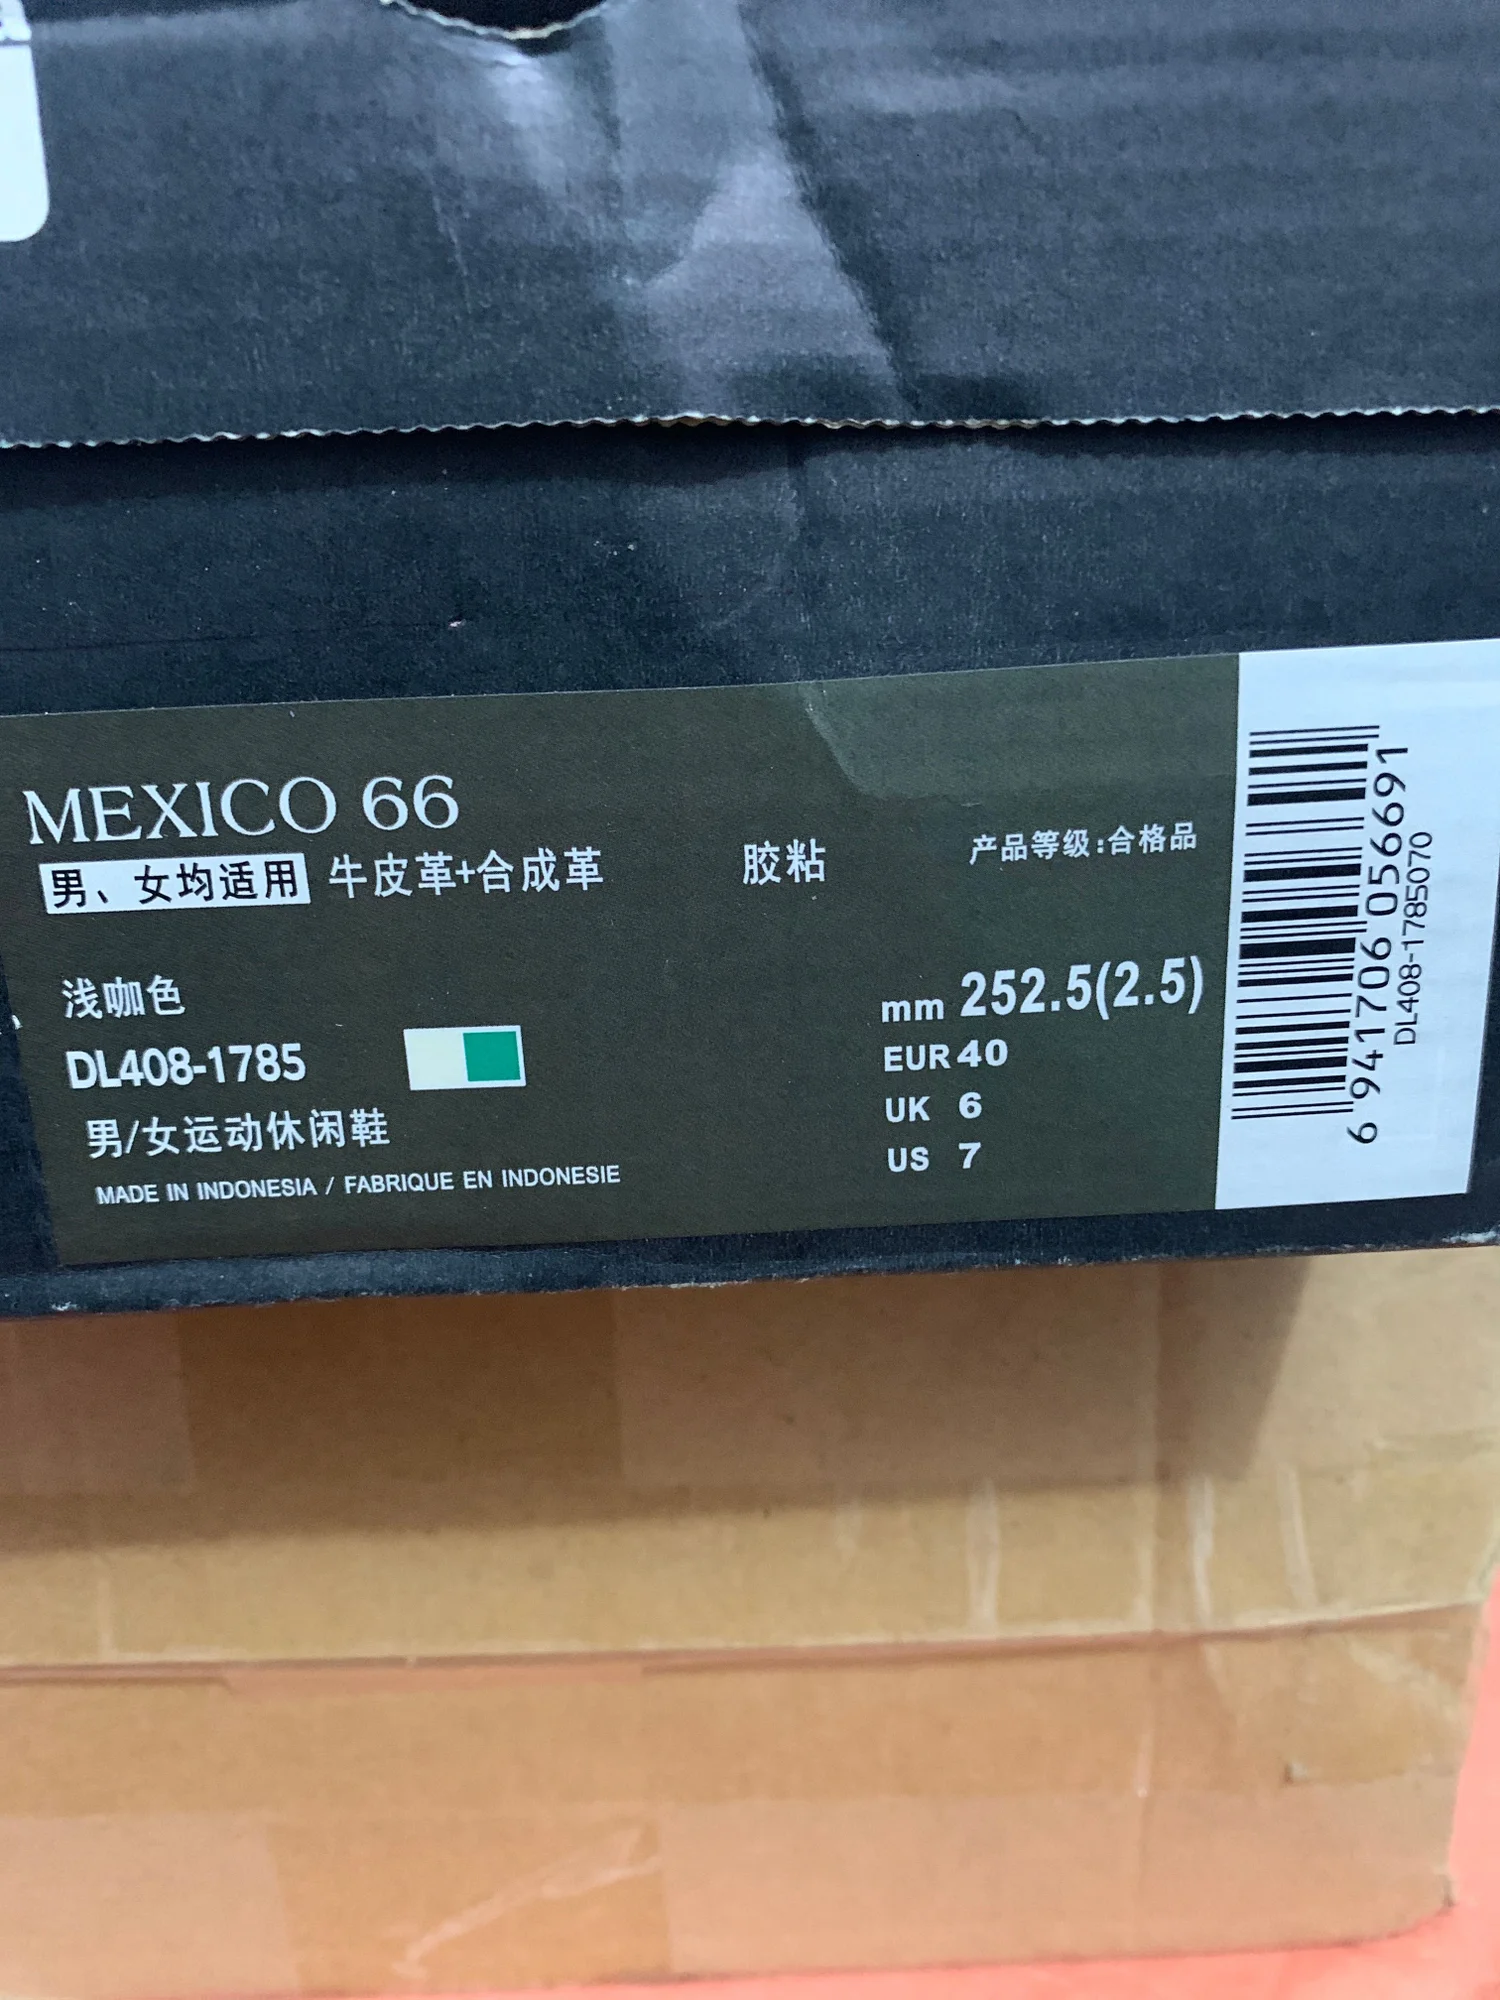 MEXICO 66
男、女均适用 牛皮革+合成革 胶粘 产品等级:合格品
浅咖色
DL408-1785
男/女运动休闲鞋
MADE IN INDONESIA / FABRIQUE EN INDONESIE
mm 252.5(2.5)
EUR 40
UK 6
US 7
6 941706 056691
DL408-1785070